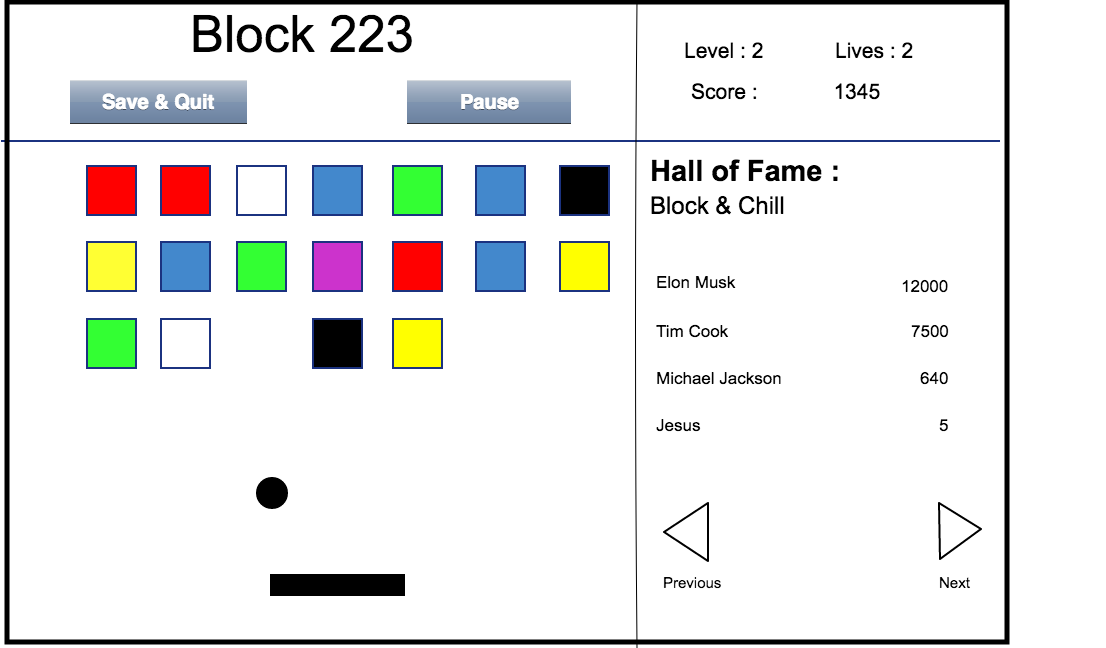 Block 223
Save & Quit
Pause
Level : 2
Lives : 2
Score :
1345
Hall of Fame :
Block & Chill
Elon Musk
12000
Tim Cook
7500
Michael Jackson
640
Jesus
5
Previous
Next